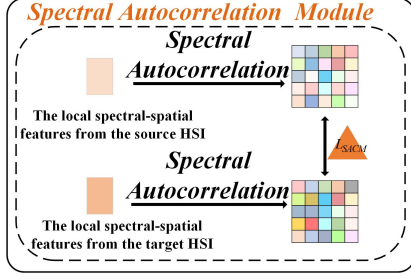 Spectral Autocorrelation Module
Spectral
Autocorrelation
The local spectral-spatial
features from the source HSI
L_SACM
Spectral
Autocorrelation
The local spectral-spatial
features from the target HSI